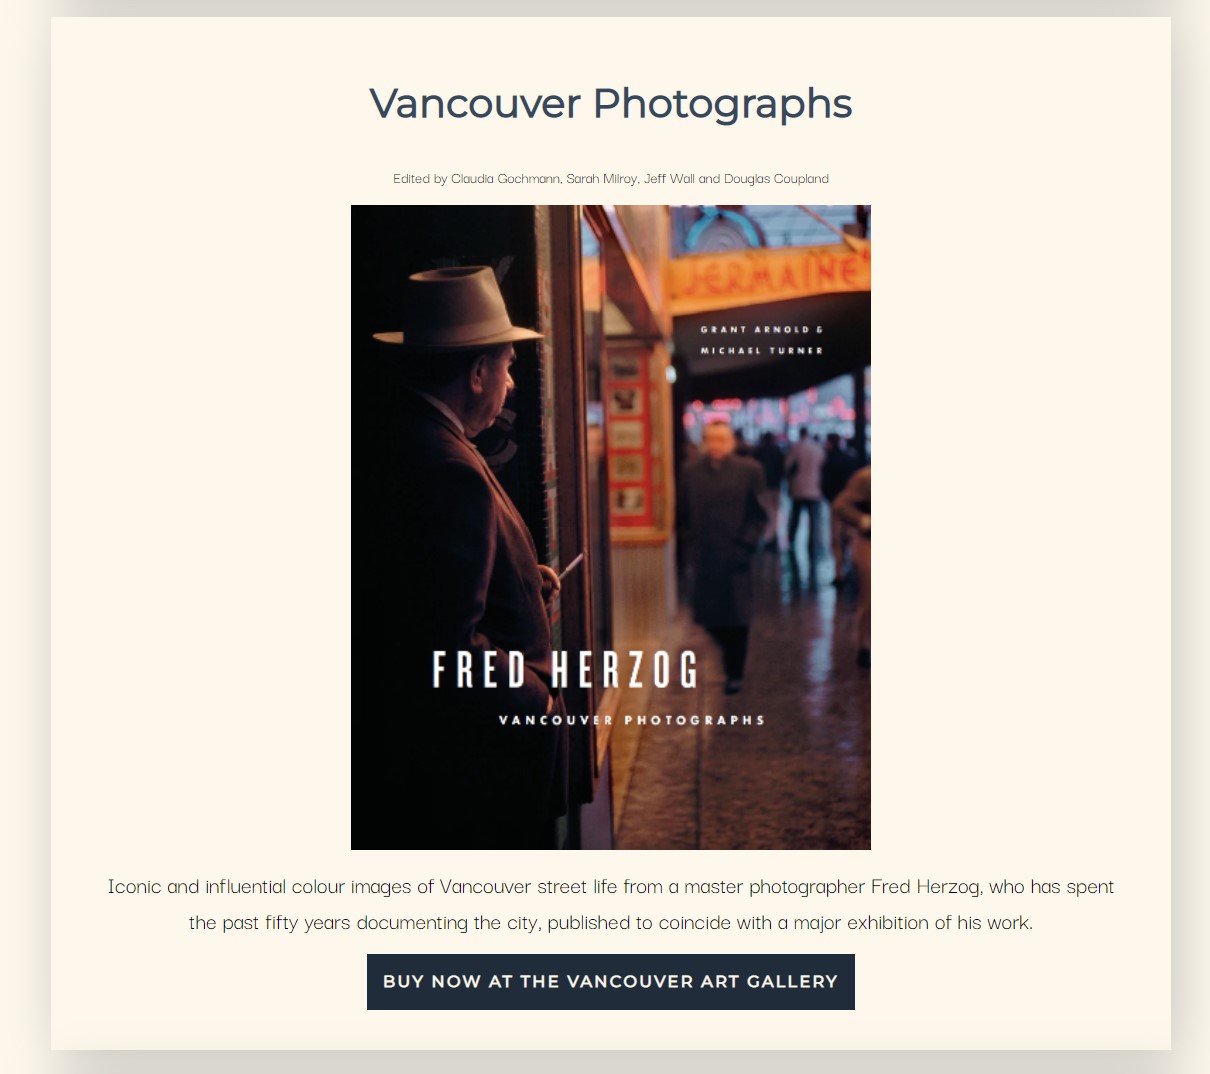 Vancouver Photographs
Edited by Claudia Gochmann, Sarah Milroy, Jeff Wall and Douglas Coupland
JERMAINE'
GRANT ARNOLD &
MICHAEL TURNER
FRED HERZOG
VANCOUVER PHOTOGRAPHS
Iconic and influential colour images of Vancouver street life from a master photographer Fred Herzog, who has spent
the past fifty years documenting the city, published to coincide with a major exhibition of his work.
BUY NOW AT THE VANCOUVER ART GALLERY